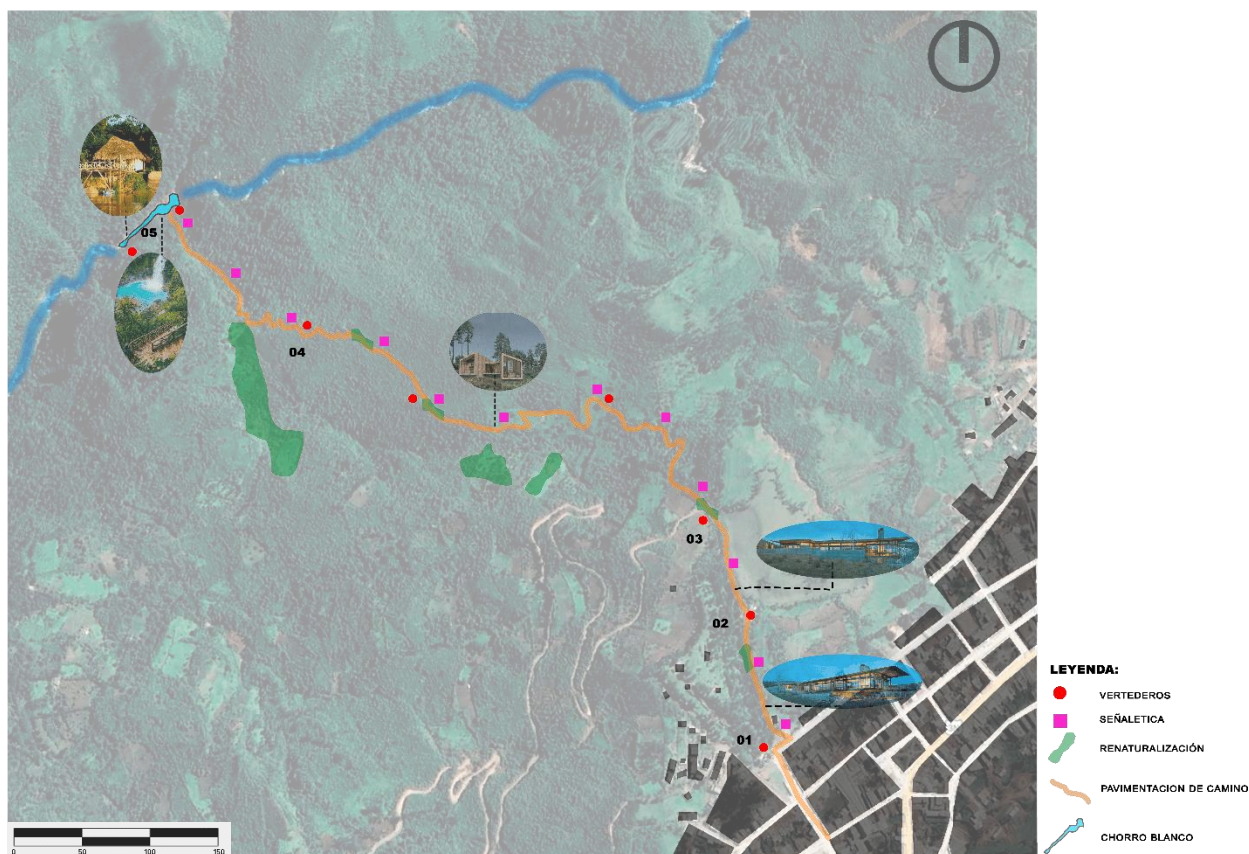 05
04
03
02
01
LEYENDA:
VERTEDEROS
SEÑALETICA
RENATURALIZACIÓN
PAVIMENTACION DE CAMINO
CHORRO BLANCO
0 50 100 150